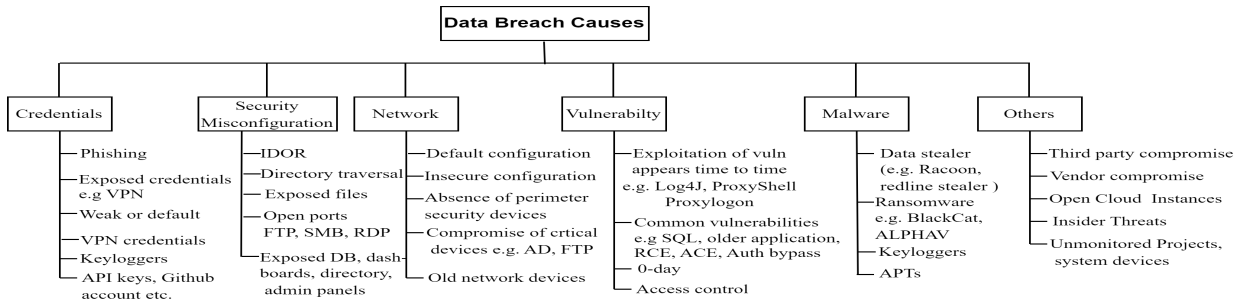 Data Breach Causes
Credentials
Phishing
Exposed credentials
e.g VPN
Weak or default
VPN credentials
Keyloggers
API keys, Github
account etc.
Security
Misconfiguration
IDOR
Directory traversal
Exposed files
Open ports
FTP, SMB, RDP
Exposed DB, dash-
boards, directory,
admin panels
Network
Default configuration
Insecure configuration
Absence of perimeter
security devices
Compromise of crtical
devices e.g. AD, FTP
Old network devices
Vulnerabilty
Exploitation of vuln
appears time to time
e.g. Log4J, ProxyShell
Proxylogon
Common vulnerabilities
e.g SQL, older application,
RCE, ACE, Auth bypass
0-day
Access control
Malware
Data stealer
(e.g. Racoon,
redline stealer )
Ransomware
e.g. BlackCat,
ALPHAV
Keyloggers
APTs
Others
Third party compromise
Vendor compromise
Open Cloud Instances
Insider Threats
Unmonitored Projects,
system devices